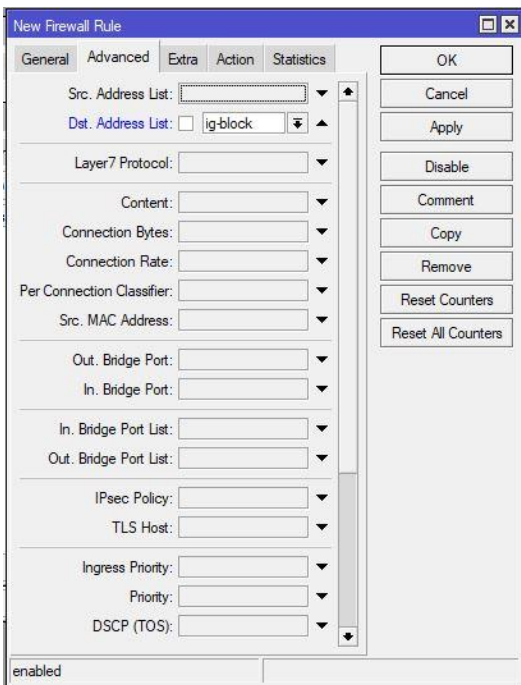 New Firewall Rule
General Advanced Extra Action Statistics
Src. Address List:
Dst. Address List: ig-block
Layer7 Protocol:
Content:
Connection Bytes:
Connection Rate:
Per Connection Classifier:
Src. MAC Address:
Out. Bridge Port:
In. Bridge Port:
In. Bridge Port List:
Out. Bridge Port List:
IPsec Policy:
TLS Host:
Ingress Priority:
Priority:
DSCP (TOS):
OK
Cancel
Apply
Disable
Comment
Copy
Remove
Reset Counters
Reset All Counters
enabled